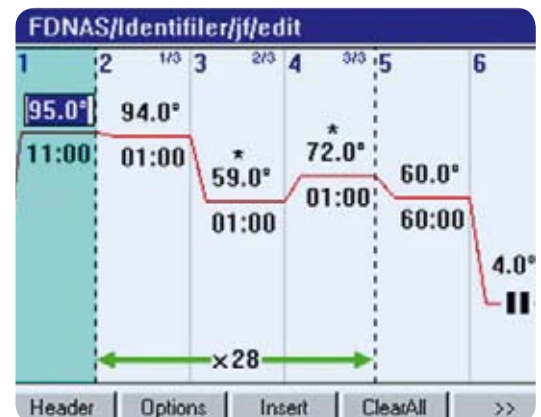 FDNAS/Identifiler/jf/edit
1 2 1/3 3 2/3 4 3/3 5 6
95.0° 94.0° * 59.0° * 72.0° 60.0° 4.0°
11:00 01:00 01:00 01:00 60:00
×28
Header Options Insert ClearAll >>